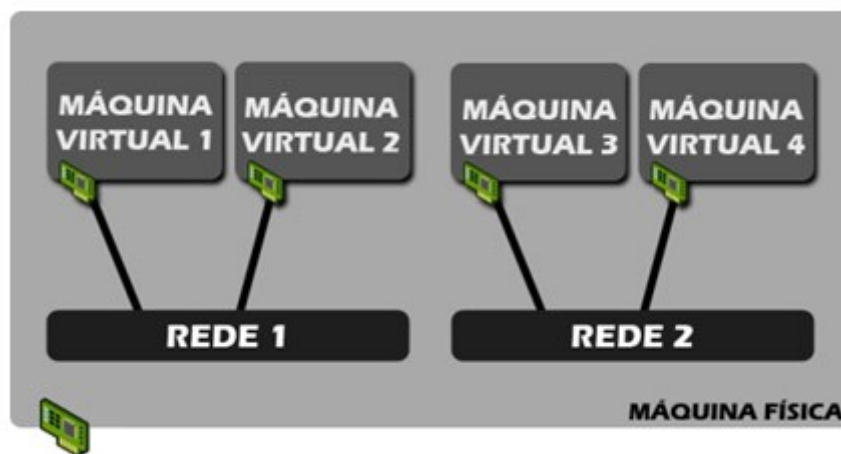 MÁQUINA
VIRTUAL 1
MÁQUINA
VIRTUAL 2
MÁQUINA
VIRTUAL 3
MÁQUINA
VIRTUAL 4
REDE 1
REDE 2
MÁQUINA FÍSICA